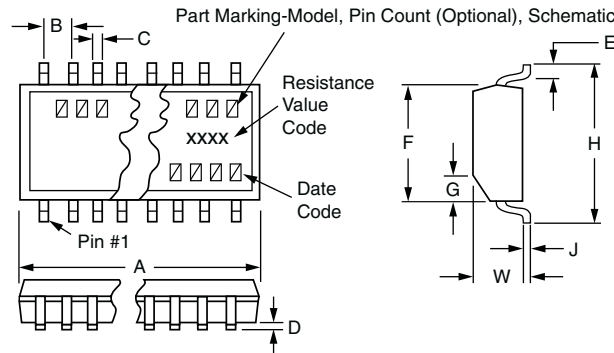 Part Marking-Model, Pin Count (Optional), Schematic
B
C
E
Resistance
Value
Code
XXXX
F
H
G
Date
Code
Pin #1
J
A
W
D